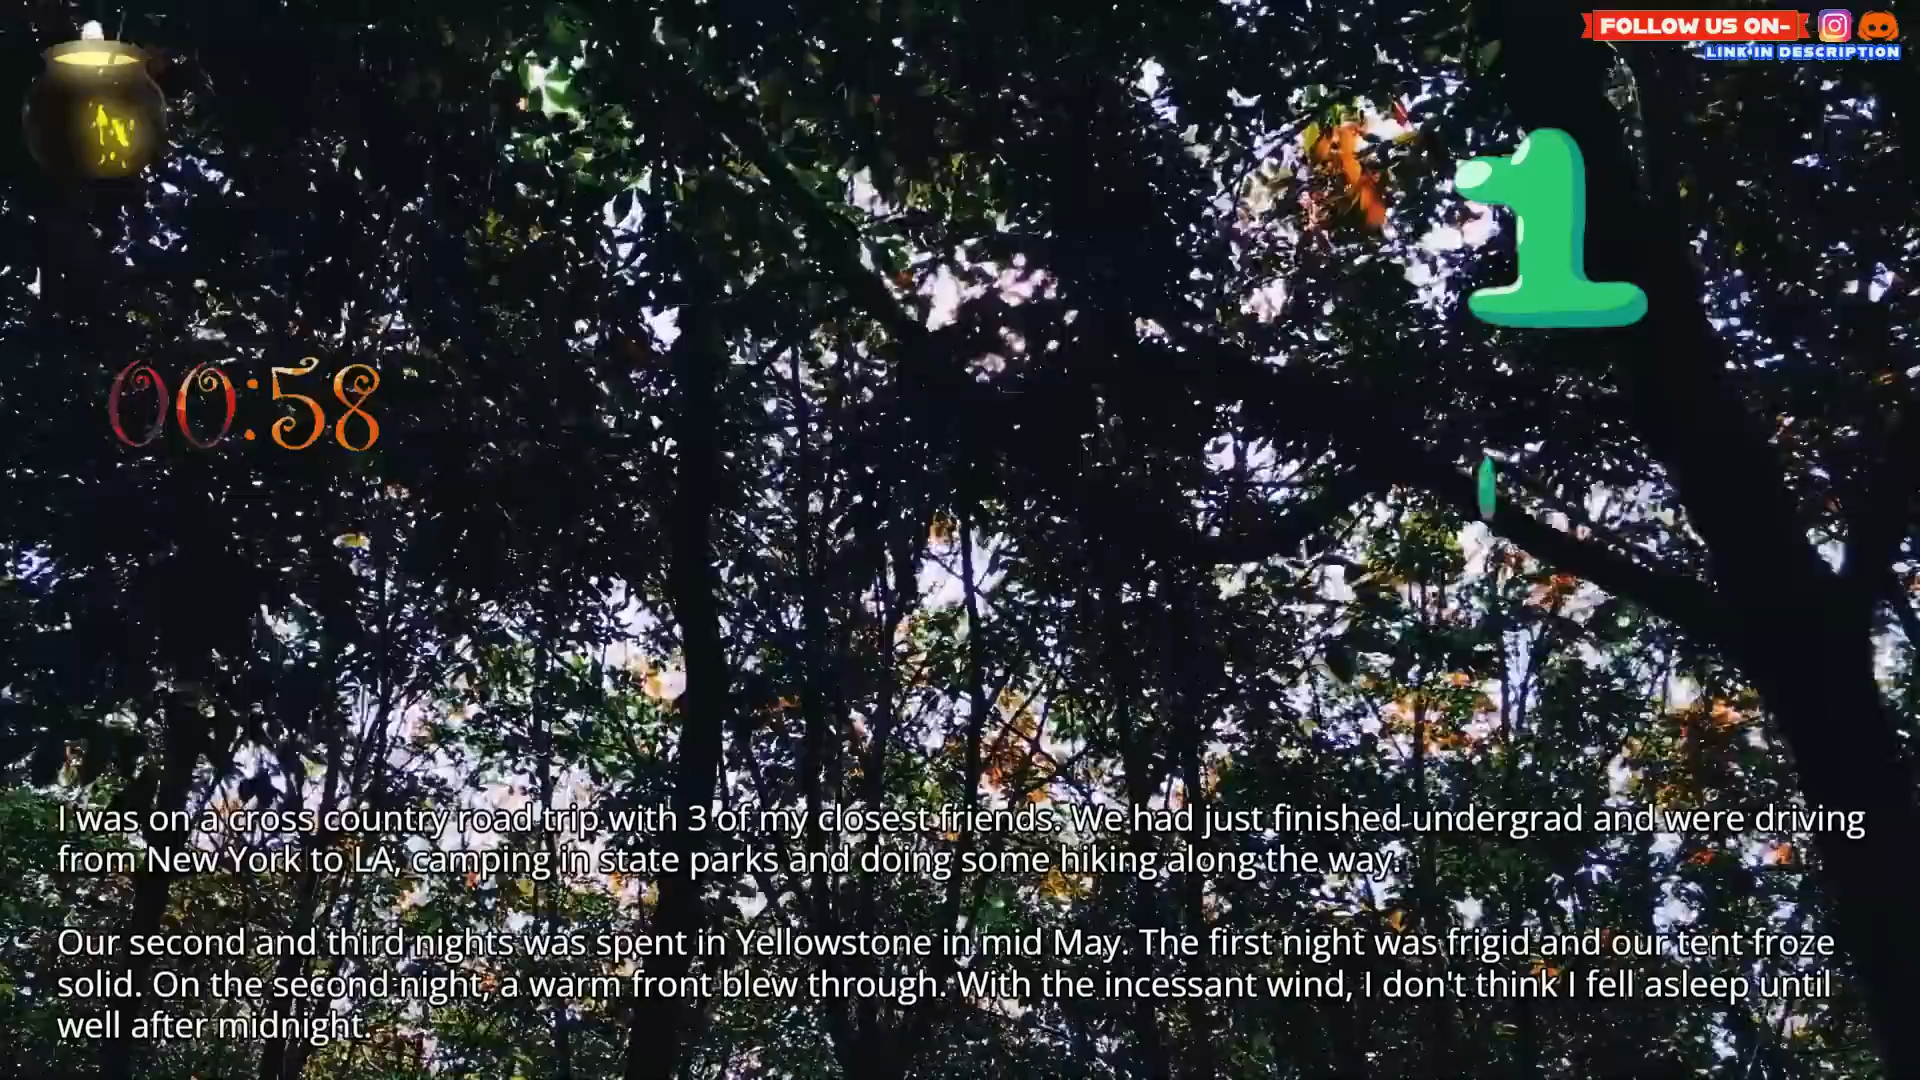 FOLLOW US ON-
LINK IN DESCRIPTION
1
00:58
I was on a cross country road trip with 3 of my closest friends. We had just finished undergrad and were driving
from New York to LA, camping in state parks and doing some hiking along the way.
Our second and third nights was spent in Yellowstone in mid May. The first night was frigid and our tent froze
solid. On the second night, a warm front blew through. With the incessant wind, I don't think I fell asleep until
well after midnight.